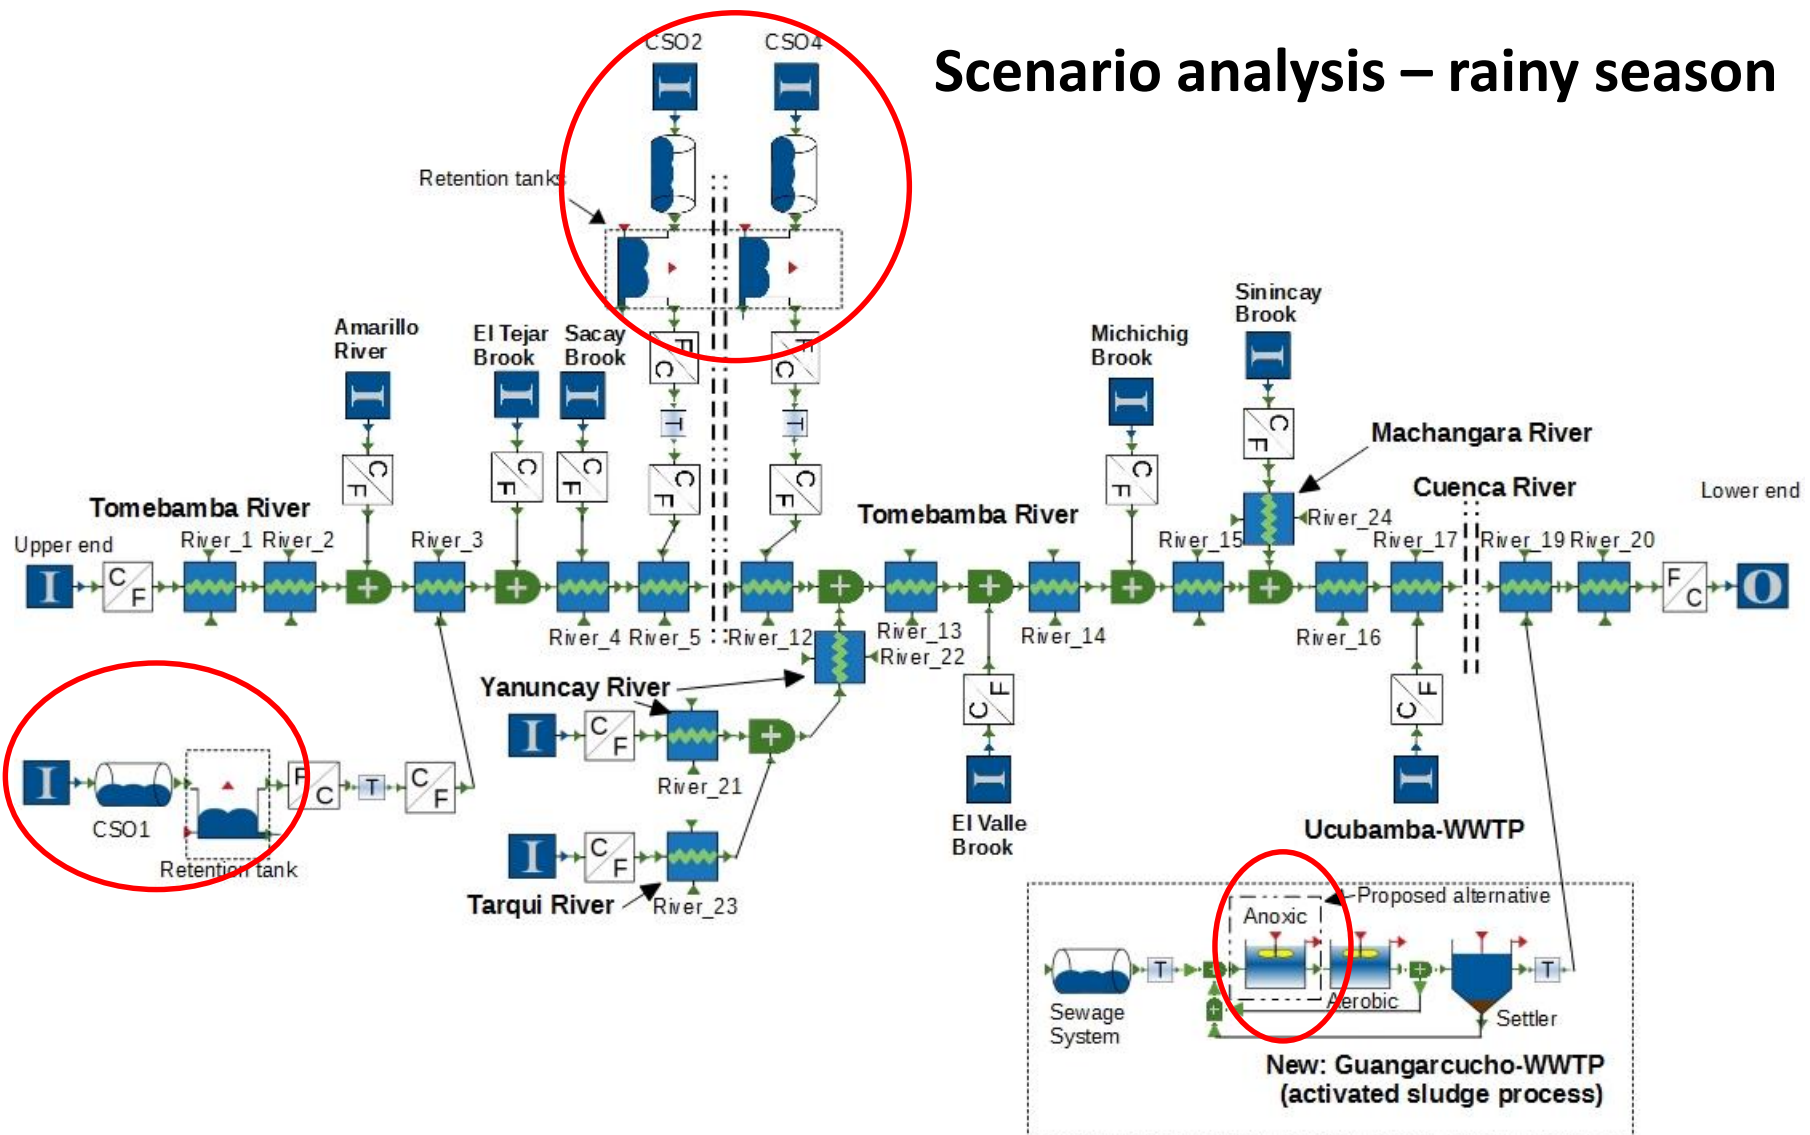 Scenario analysis – rainy season
CSO2
CSO4
I
I
Retention tanks
F
C
F
C
T
T
C
F
C
F
Amarillo
River
I
C
F
El Tejar
Brook
I
C
F
Sacay
Brook
I
C
F
Michichig
Brook
I
C
F
Sinincay
Brook
I
C
F
Machangara River
River_24
Tomebamba River
Tomebamba River
Cuenca River
Upper end
Lower end
I
C
F
River_1
River_2
+
River_3
+
River_4
River_5
River_12
+
River_13
+
River_14
+
River_15
+
River_16
River_17
River_19
River_20
F
C
O
River_22
Yanuncay River
I
C
F
River_21
+
Tarqui River
I
C
F
River_23
C
F
I
El Valle
Brook
C
F
I
Ucubamba-WWTP
I
CSO1
Retention tank
F
C
T
C
F
Proposed alternative
Anoxic
Aerobic
Sewage
System
T
+
+
+
Settler
T
New: Guangarcucho-WWTP
(activated sludge process)